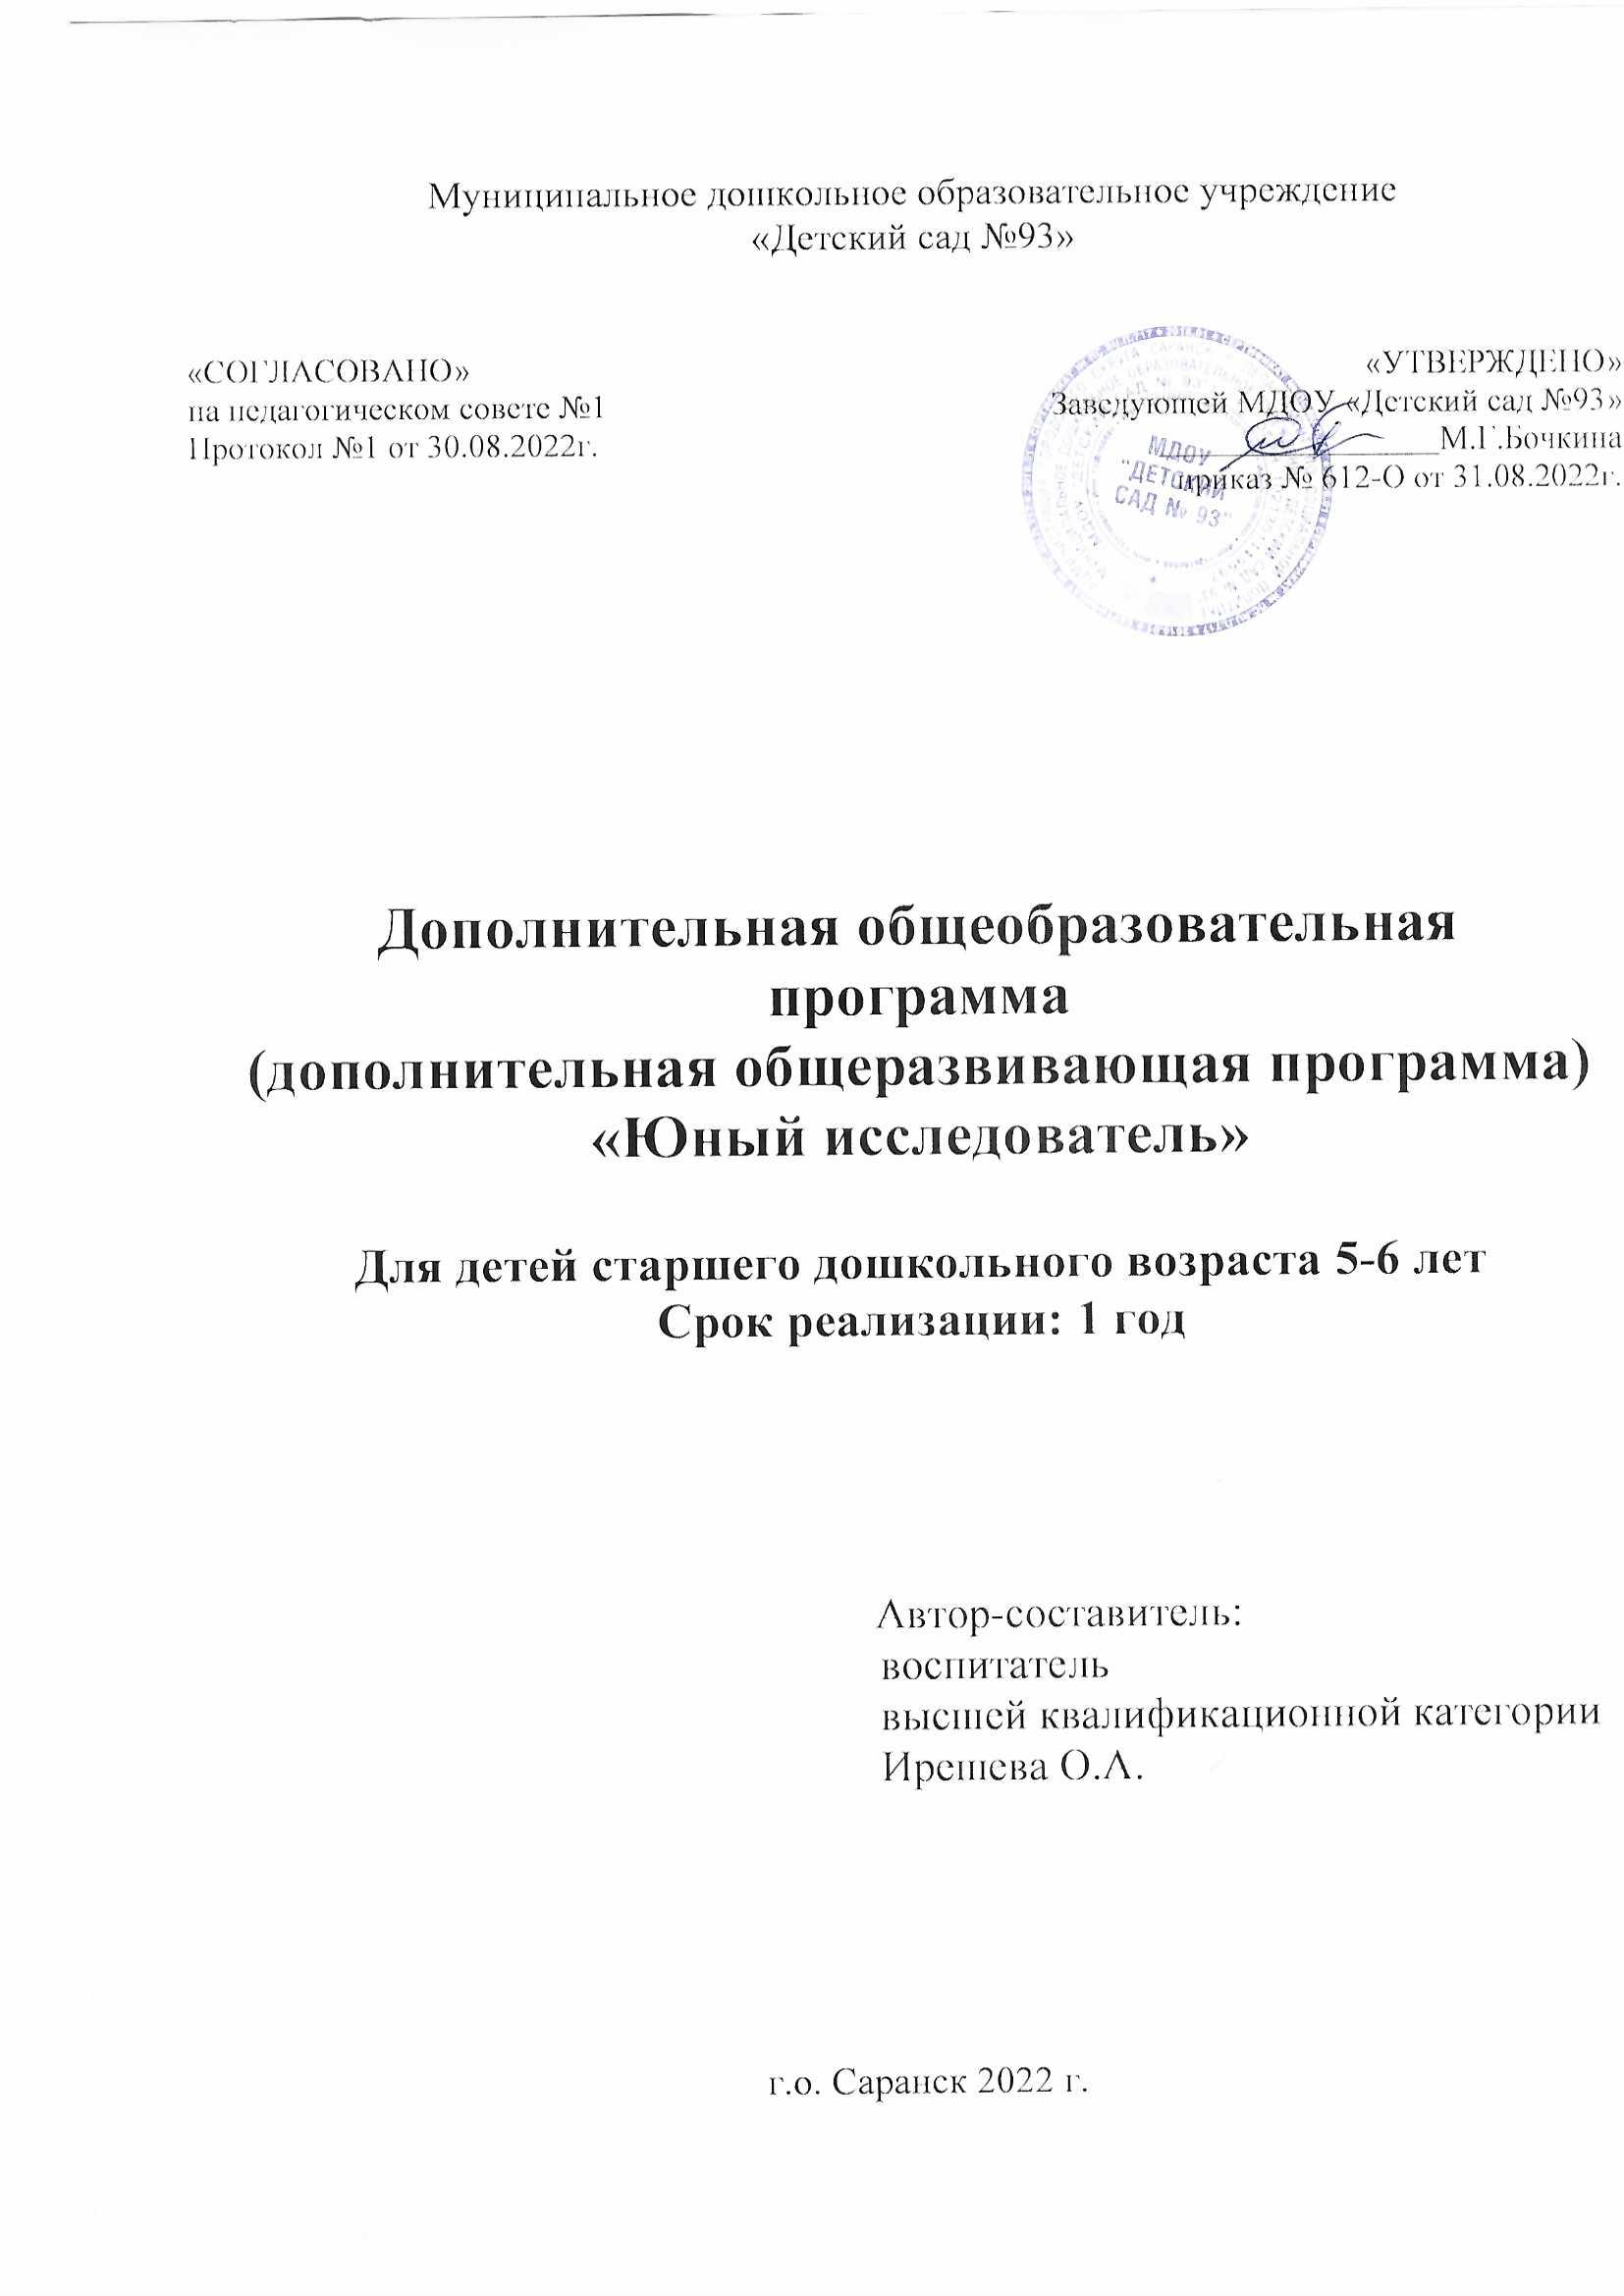 Муниципальное дошкольное образовательное учреждение
«Детский сад №93»
«СОГЛАСОВАНО»
на педагогическом совете №1
Протокол №1 от 30.08.2022г.
«УТВЕРЖДЕНО»
Заведующей МДОУ «Детский сад №93»
М.Г.Бочкина
приказ № 612-О от 31.08.2022г.
МДОУ
"ДЕТСКИЙ
САД № 93"
Дополнительная общеобразовательная
программа
(дополнительная общеразвивающая программа)
«Юный исследователь»
Для детей старшего дошкольного возраста 5-6 лет
Срок реализации: 1 год
Автор-составитель:
воспитатель
высшей квалификационной категории
Ирешева О.А.
г.о. Саранск 2022 г.